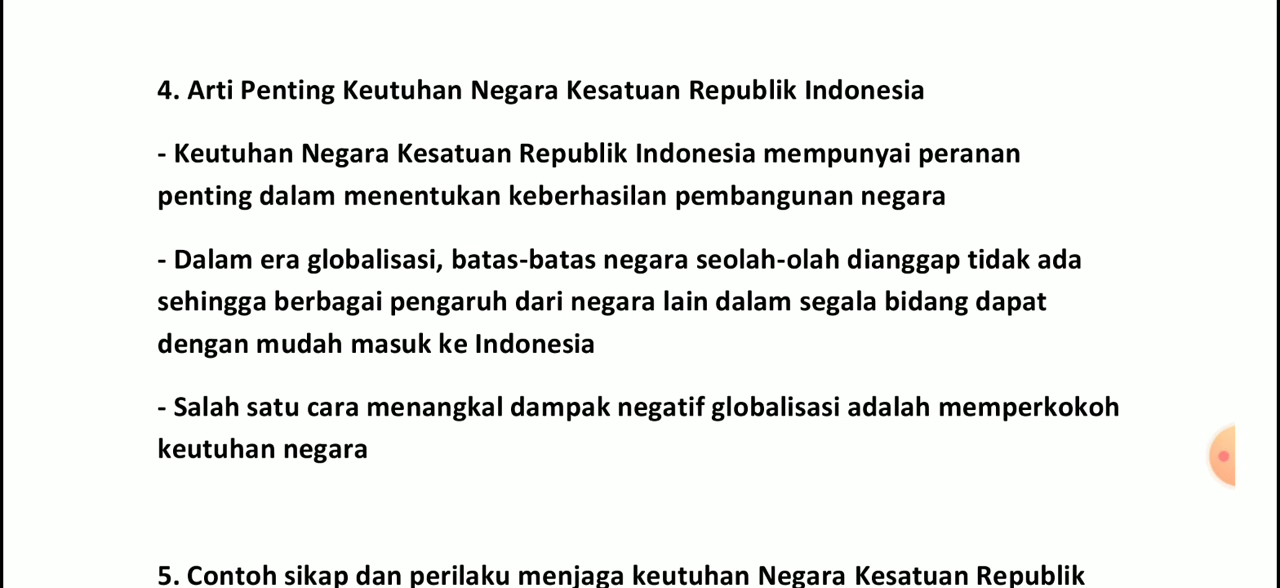 4. Arti Penting Keutuhan Negara Kesatuan Republik Indonesia
- Keutuhan Negara Kesatuan Republik Indonesia mempunyai peranan
penting dalam menentukan keberhasilan pembangunan negara
- Dalam era globalisasi, batas-batas negara seolah-olah dianggap tidak ada
sehingga berbagai pengaruh dari negara lain dalam segala bidang dapat
dengan mudah masuk ke Indonesia
- Salah satu cara menangkal dampak negatif globalisasi adalah memperkokoh
keutuhan negara
5. Contoh sikap dan perilaku menjaga keutuhan Negara Kesatuan Republik